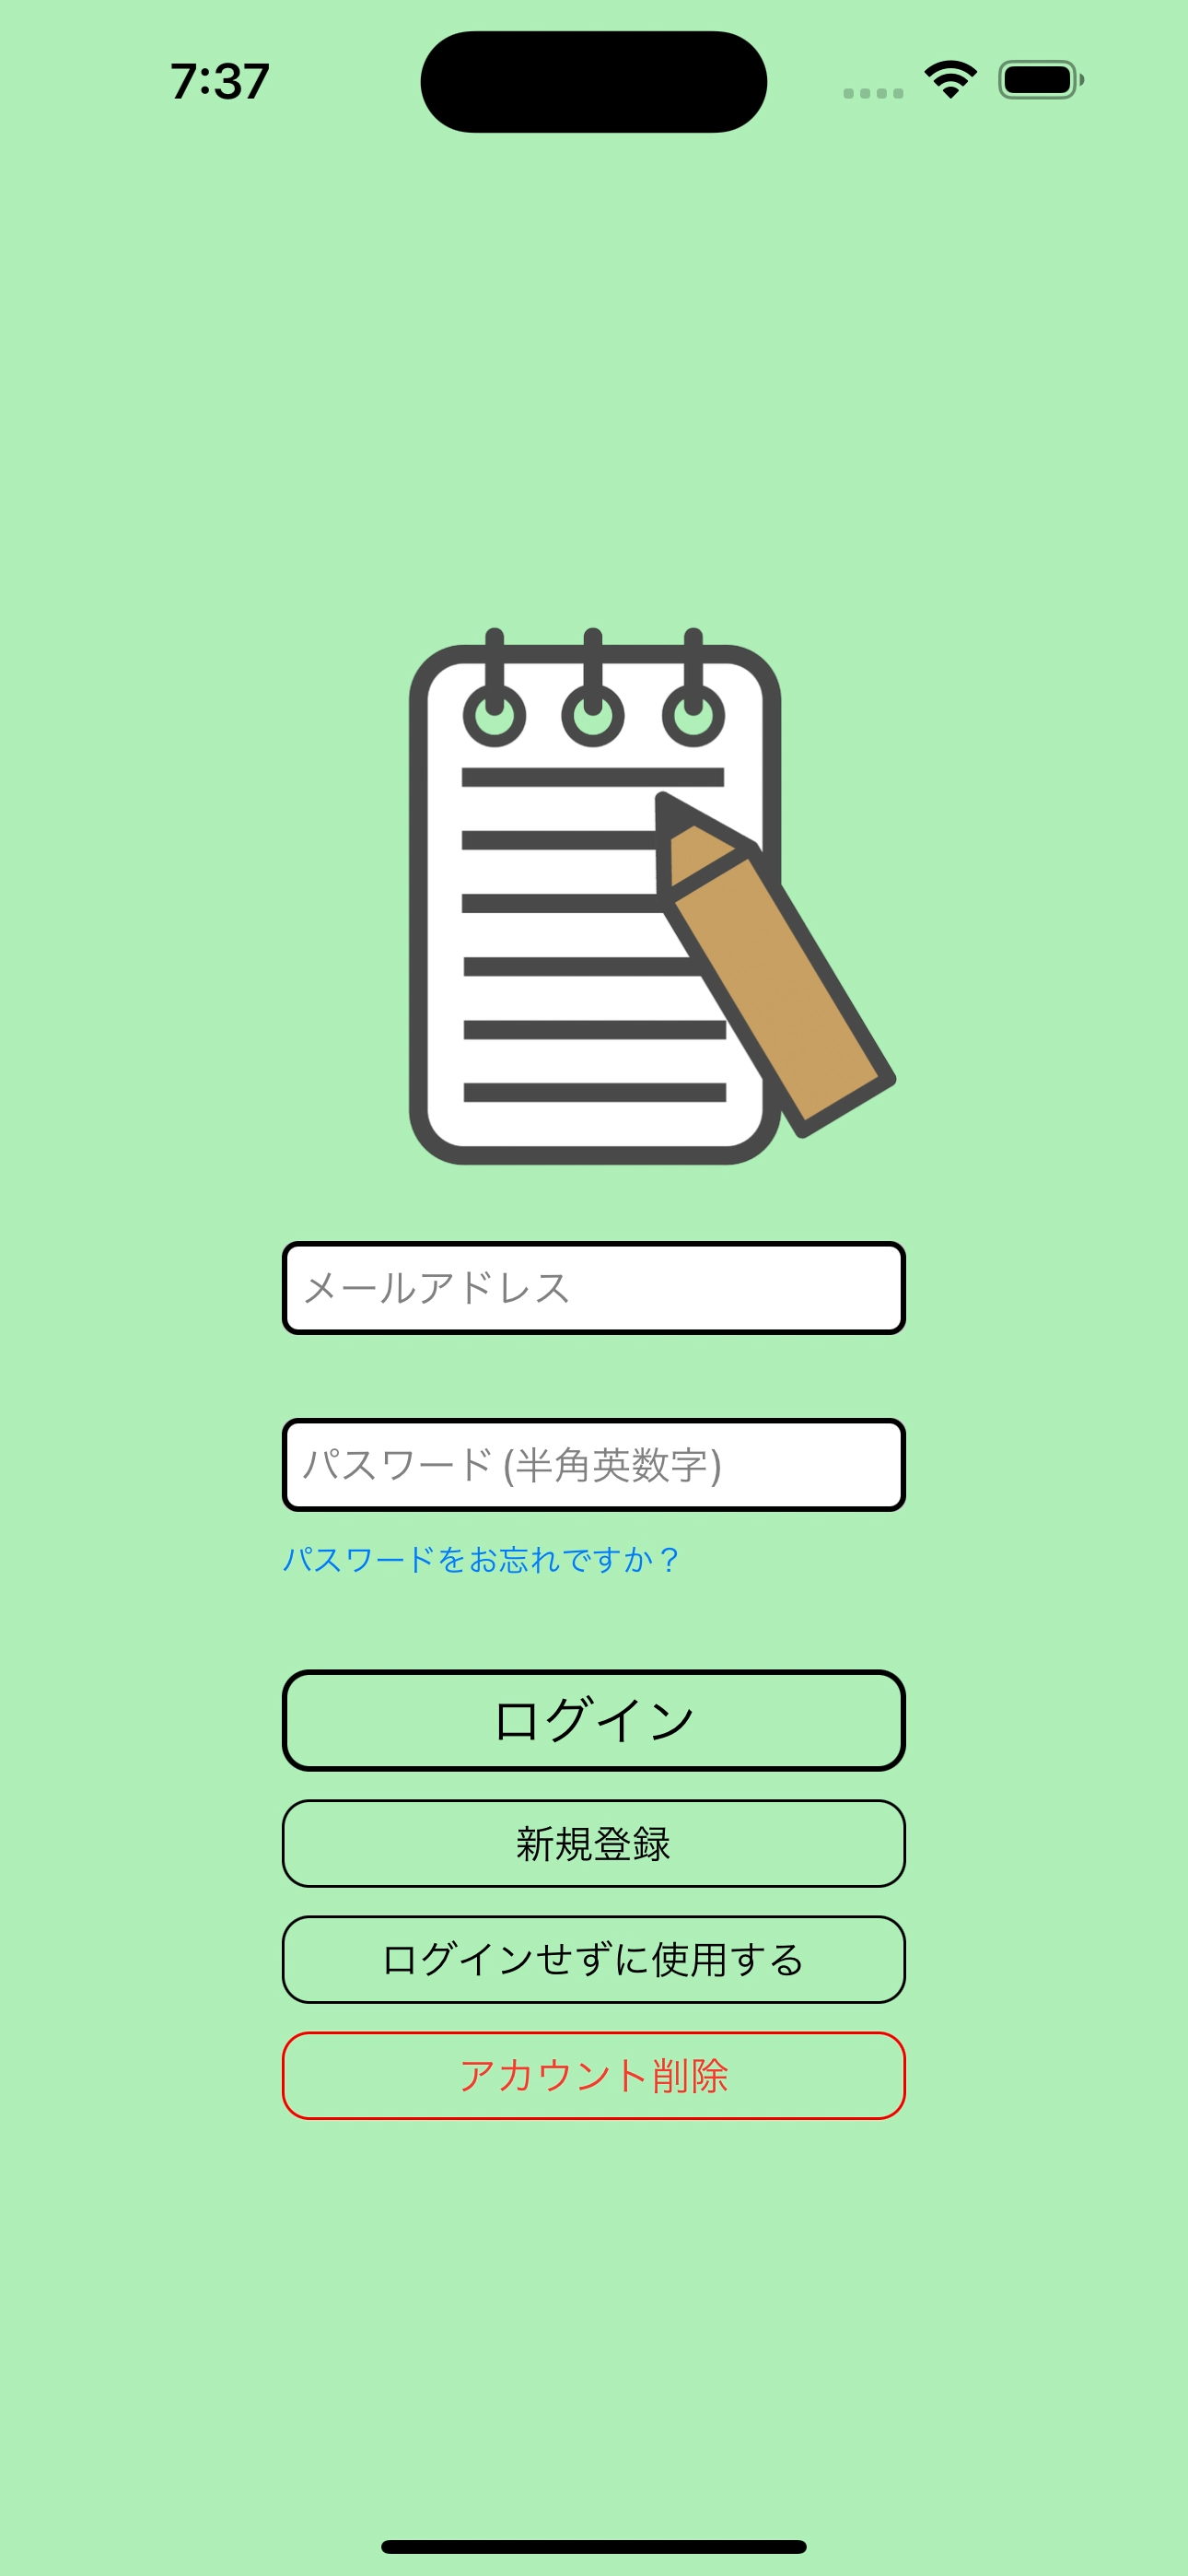 7:37
メールアドレス
パスワード (半角英数字)
パスワードをお忘れですか？
ログイン
新規登録
ログインせずに使用する
アカウント削除